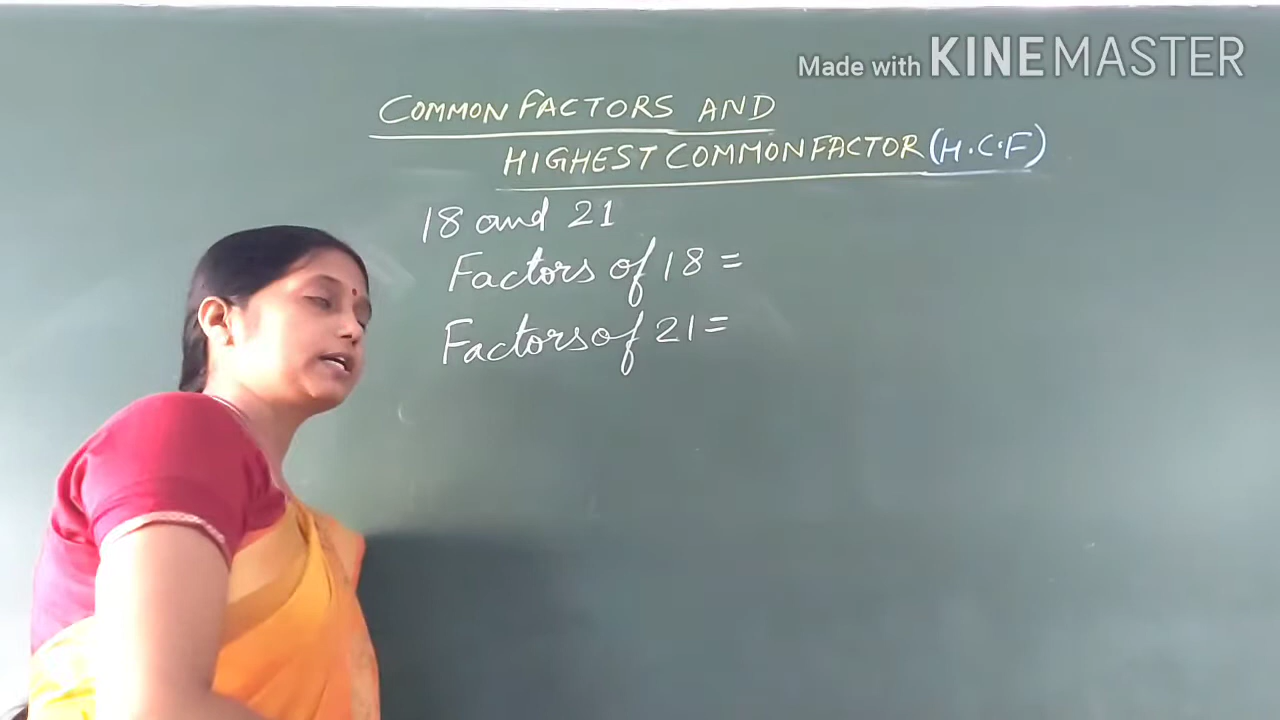 Made with KINEMASTER
COMMON FACTORS AND
HIGHEST COMMON FACTOR (H.C.F)
18 and 21
Factors of 18 =
Factors of 21 =